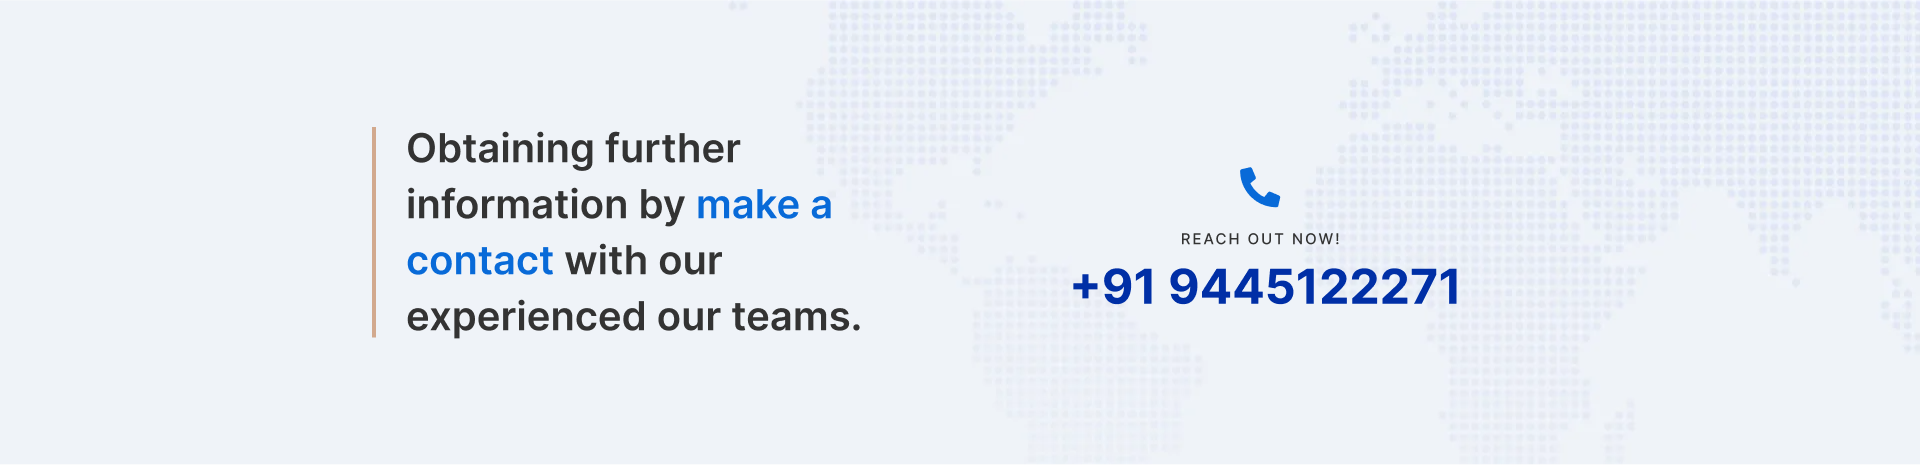 Obtaining further
information by make a
contact with our
experienced our teams.
REACH OUT NOW!
+91 9445122271